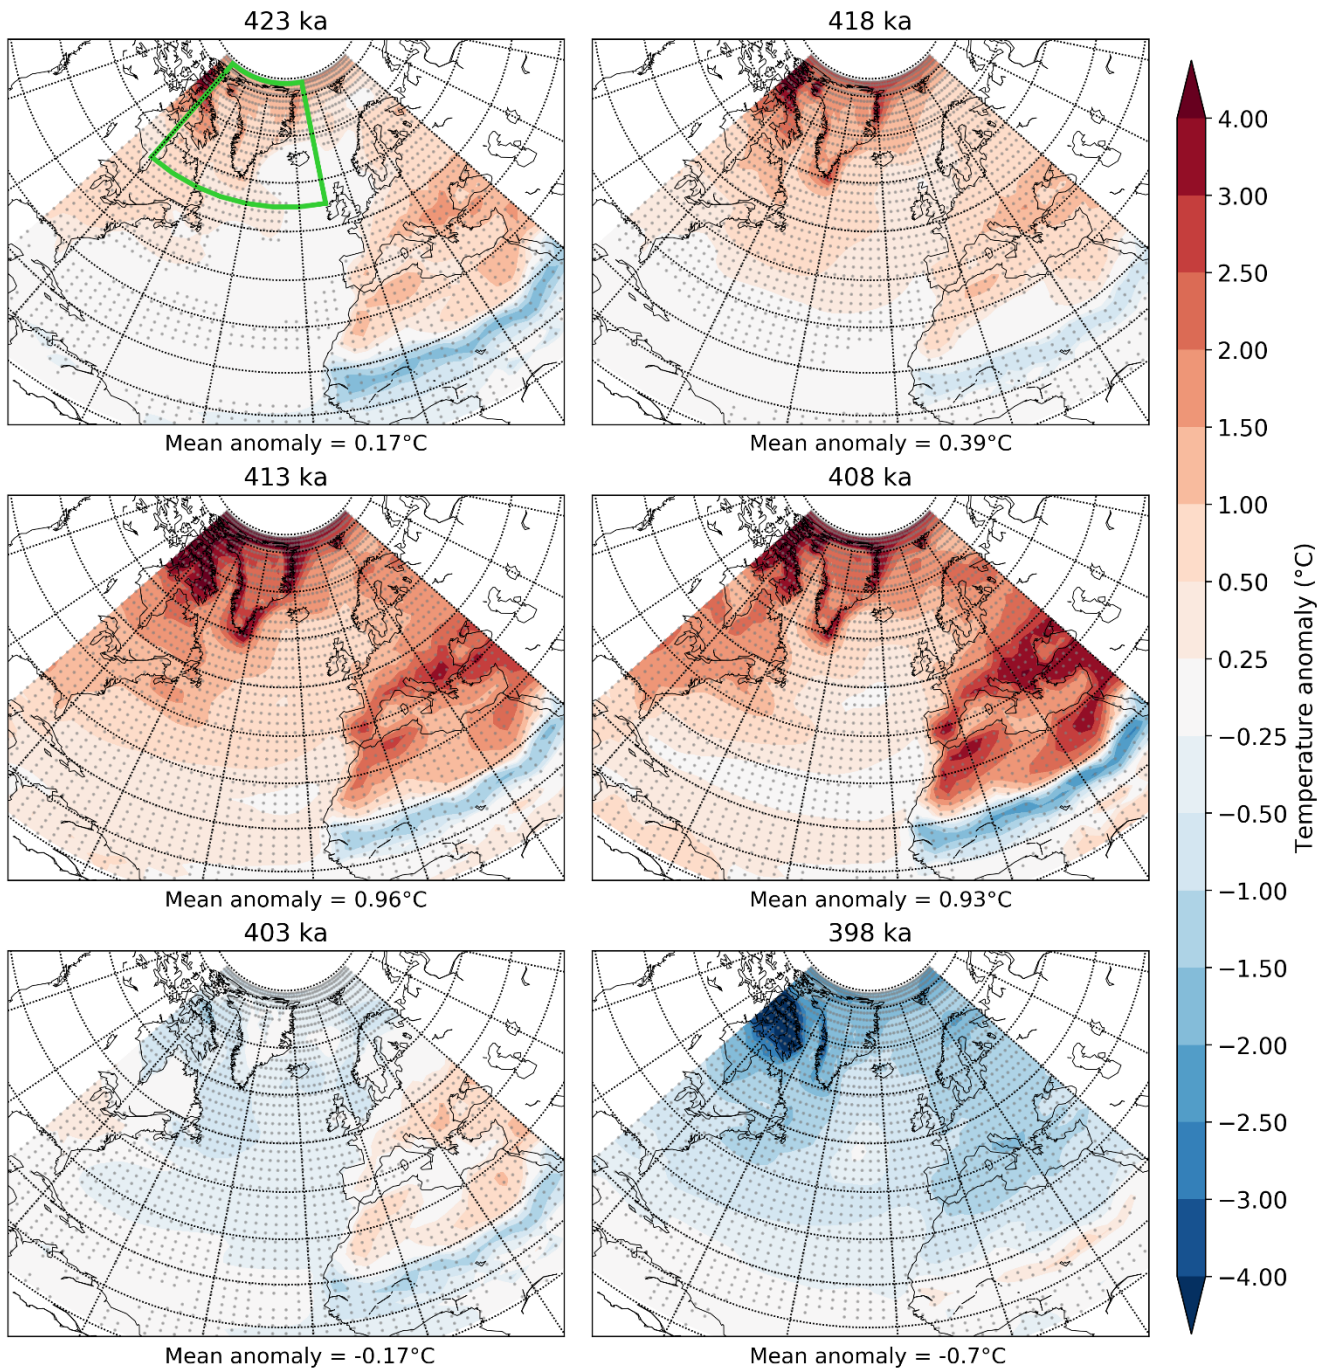 423 ka
418 ka
Mean anomaly = 0.17°C
Mean anomaly = 0.39°C
413 ka
408 ka
Mean anomaly = 0.96°C
Mean anomaly = 0.93°C
403 ka
398 ka
Mean anomaly = -0.17°C
Mean anomaly = -0.7°C
4.00
3.00
2.50
2.00
1.50
1.00
0.50
0.25
−0.25
−0.50
−1.00
−1.50
−2.00
−2.50
−3.00
−4.00
Temperature anomaly (°C)